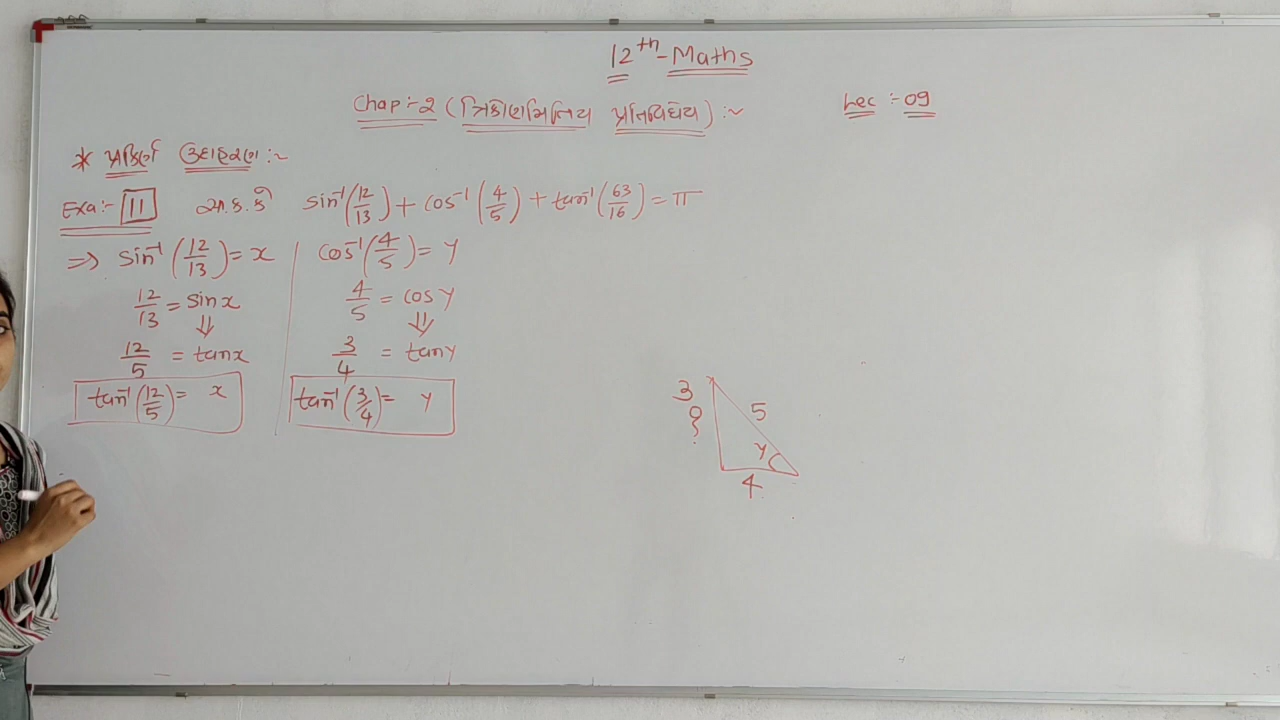 12th - Maths
Chap:- 2 (ત્રિકોણમિતિય પ્રતિવિધેય) :~ Lec :- 09
* પ્રકિર્ણ ઉદાહરણ :~
Exa:- 11 સા.કે.કે sin⁻¹(12/13) + cos⁻¹(4/5) + tan⁻¹(63/16) = π
⇒ sin⁻¹(12/13) = x cos⁻¹(4/5) = y
12/13 = sin x 4/5 = cos y
⇓ ⇓
12/5 = tan x 3/4 = tan y
tan⁻¹(12/5) = x tan⁻¹(3/4) = y
3 5
?
y
4